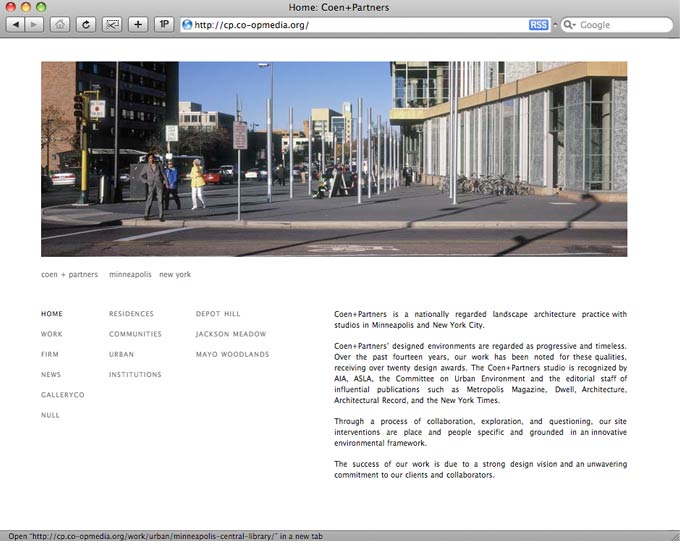 Home: Coen+Partners
1P
http://cp.co-opmedia.org/
RSS
Google
coen + partners minneapolis new york
HOME RESIDENCES DEPOT HILL
WORK COMMUNITIES JACKSON MEADOW
FIRM URBAN MAYO WOODLANDS
NEWS INSTITUTIONS
GALLERYCO
NULL
Coen+Partners is a nationally regarded landscape architecture practice with
studios in Minneapolis and New York City.
Coen+Partners' designed environments are regarded as progressive and timeless.
Over the past fourteen years, our work has been noted for these qualities,
receiving over twenty design awards. The Coen+Partners studio is recognized by
AIA, ASLA, the Committee on Urban Environment and the editorial staff of
influential publications such as Metropolis Magazine, Dwell, Architecture,
Architectural Record, and the New York Times.
Through a process of collaboration, exploration, and questioning, our site
interventions are place and people specific and grounded in an innovative
environmental framework.
The success of our work is due to a strong design vision and an unwavering
commitment to our clients and collaborators.
Open "http://cp.co-opmedia.org/work/urban/minneapolis-central-library/" in a new tab